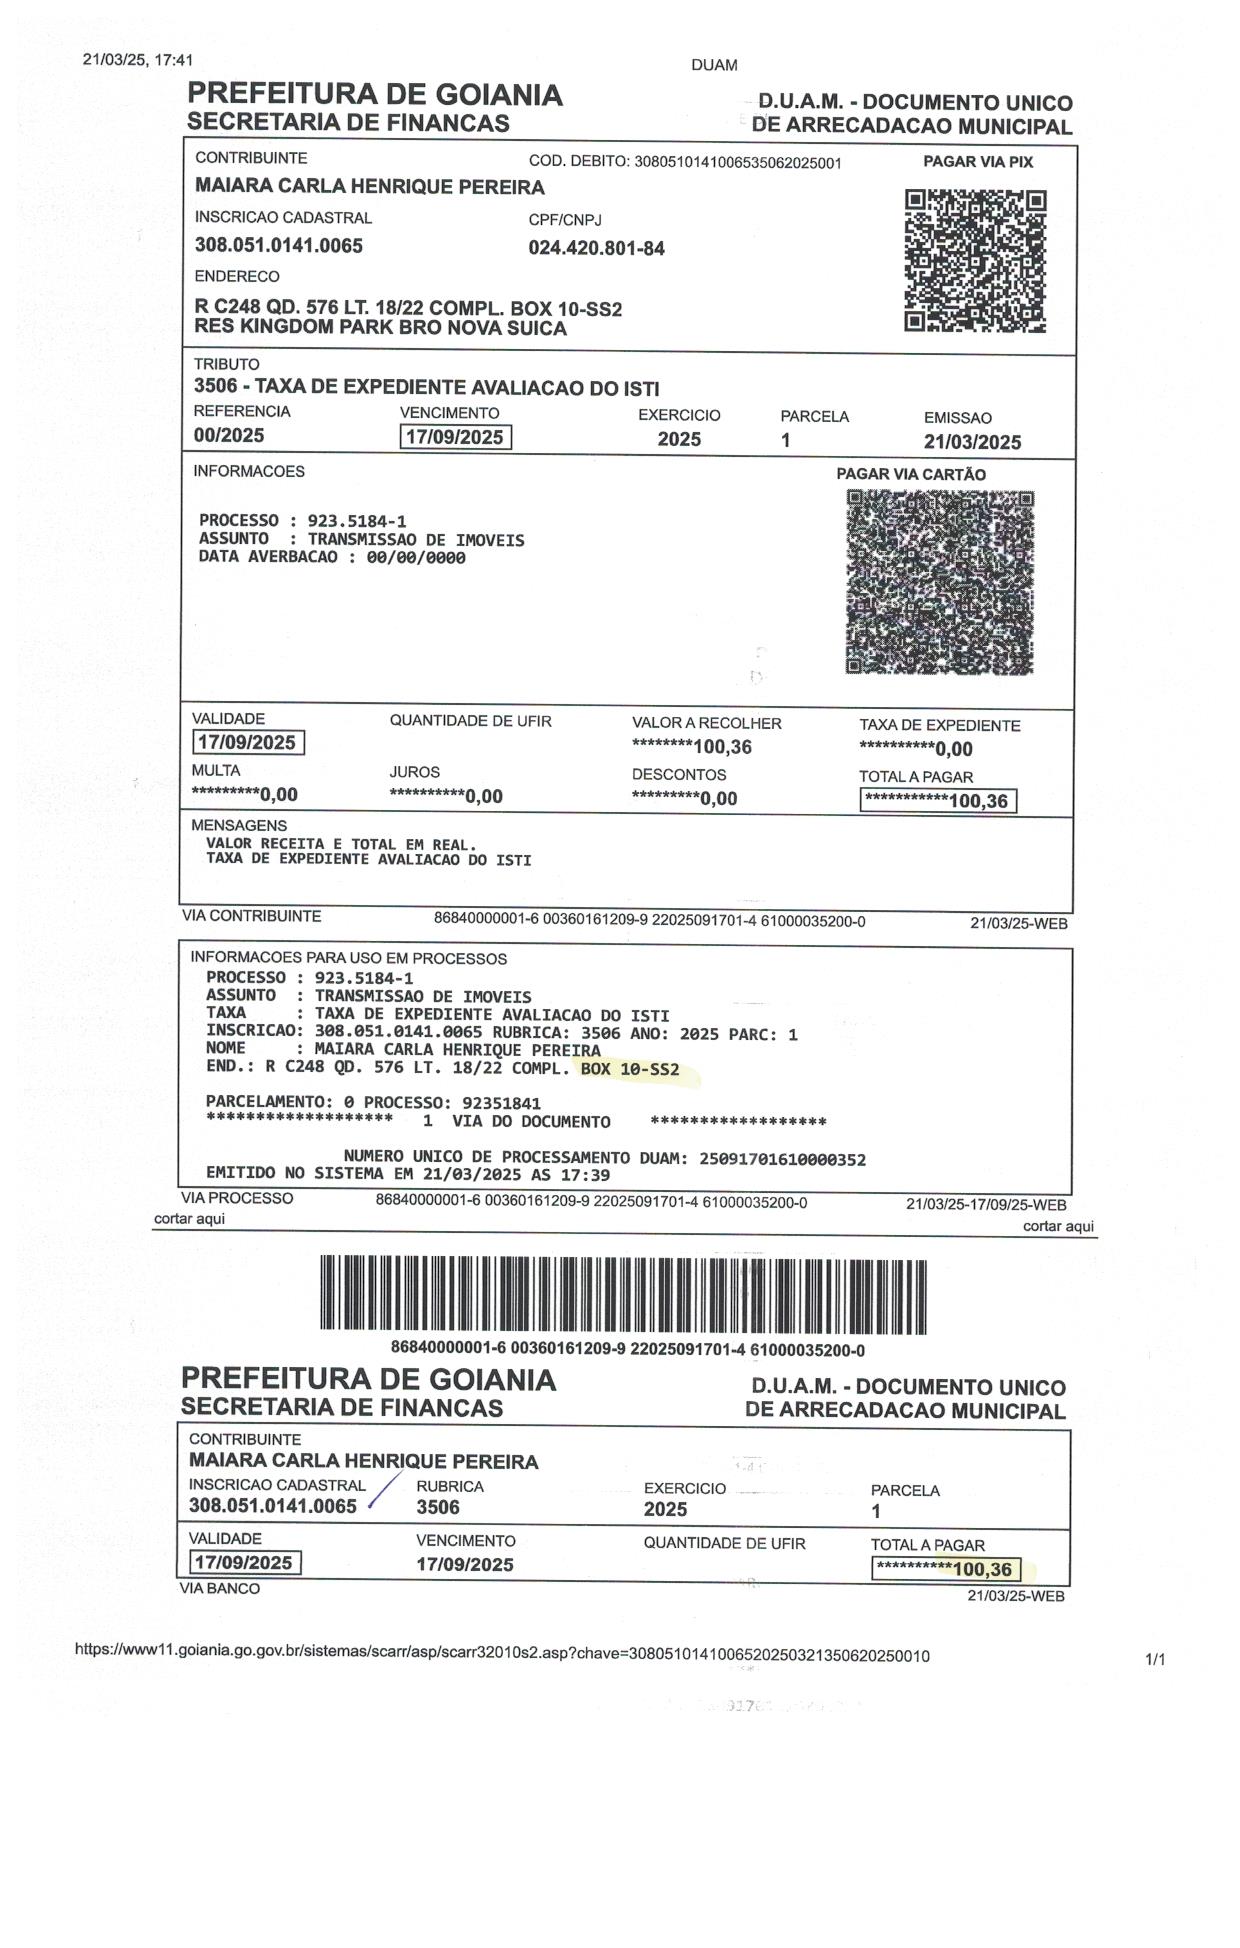 21/03/25, 17:41
DUAM
PREFEITURA DE GOIANIA
SECRETARIA DE FINANCAS
D.U.A.M. - DOCUMENTO UNICO
DE ARRECADACAO MUNICIPAL
CONTRIBUINTE
COD. DEBITO: 3080510141006535062025001
PAGAR VIA PIX
MAIARA CARLA HENRIQUE PEREIRA
INSCRICAO CADASTRAL CPF/CNPJ
308.051.0141.0065 024.420.801-84
ENDERECO
R C248 QD. 576 LT. 18/22 COMPL. BOX 10-SS2
RES KINGDOM PARK BRO NOVA SUICA
TRIBUTO
3506 - TAXA DE EXPEDIENTE AVALIACAO DO ISTI
REFERENCIA VENCIMENTO EXERCICIO PARCELA EMISSAO
00/2025 17/09/2025 2025 1 21/03/2025
INFORMACOES
PAGAR VIA CARTÃO
PROCESSO : 923.5184-1
ASSUNTO : TRANSMISSAO DE IMOVEIS
DATA AVERBACAO : 00/00/0000
VALIDADE QUANTIDADE DE UFIR VALOR A RECOLHER TAXA DE EXPEDIENTE
17/09/2025 ********100,36 **********0,00
MULTA JUROS DESCONTOS TOTAL A PAGAR
*********0,00 **********0,00 *********0,00 ***********100,36
MENSAGENS
VALOR RECEITA E TOTAL EM REAL.
TAXA DE EXPEDIENTE AVALIACAO DO ISTI
VIA CONTRIBUINTE 86840000001-6 00360161209-9 22025091701-4 61000035200-0 21/03/25-WEB
INFORMACOES PARA USO EM PROCESSOS
PROCESSO : 923.5184-1
ASSUNTO : TRANSMISSAO DE IMOVEIS
TAXA : TAXA DE EXPEDIENTE AVALIACAO DO ISTI
INSCRICAO: 308.051.0141.0065 RUBRICA: 3506 ANO: 2025 PARC: 1
NOME : MAIARA CARLA HENRIQUE PEREIRA
END.: R C248 QD. 576 LT. 18/22 COMPL. BOX 10-SS2
PARCELAMENTO: 0 PROCESSO: 92351841
******************* 1 VIA DO DOCUMENTO ******************
NUMERO UNICO DE PROCESSAMENTO DUAM: 25091701610000352
EMITIDO NO SISTEMA EM 21/03/2025 AS 17:39
VIA PROCESSO 86840000001-6 00360161209-9 22025091701-4 61000035200-0 21/03/25-17/09/25-WEB
cortar aqui cortar aqui
86840000001-6 00360161209-9 22025091701-4 61000035200-0
PREFEITURA DE GOIANIA
SECRETARIA DE FINANCAS
D.U.A.M. - DOCUMENTO UNICO
DE ARRECADACAO MUNICIPAL
CONTRIBUINTE
MAIARA CARLA HENRIQUE PEREIRA
INSCRICAO CADASTRAL RUBRICA EXERCICIO PARCELA
308.051.0141.0065 3506 2025 1
VALIDADE VENCIMENTO QUANTIDADE DE UFIR TOTAL A PAGAR
17/09/2025 17/09/2025 **********100,36
VIA BANCO 21/03/25-WEB
https://www11.goiania.go.gov.br/sistemas/scarr/asp/scarr32010s2.asp?chave=30805101410065202503213506202500​10 1/1